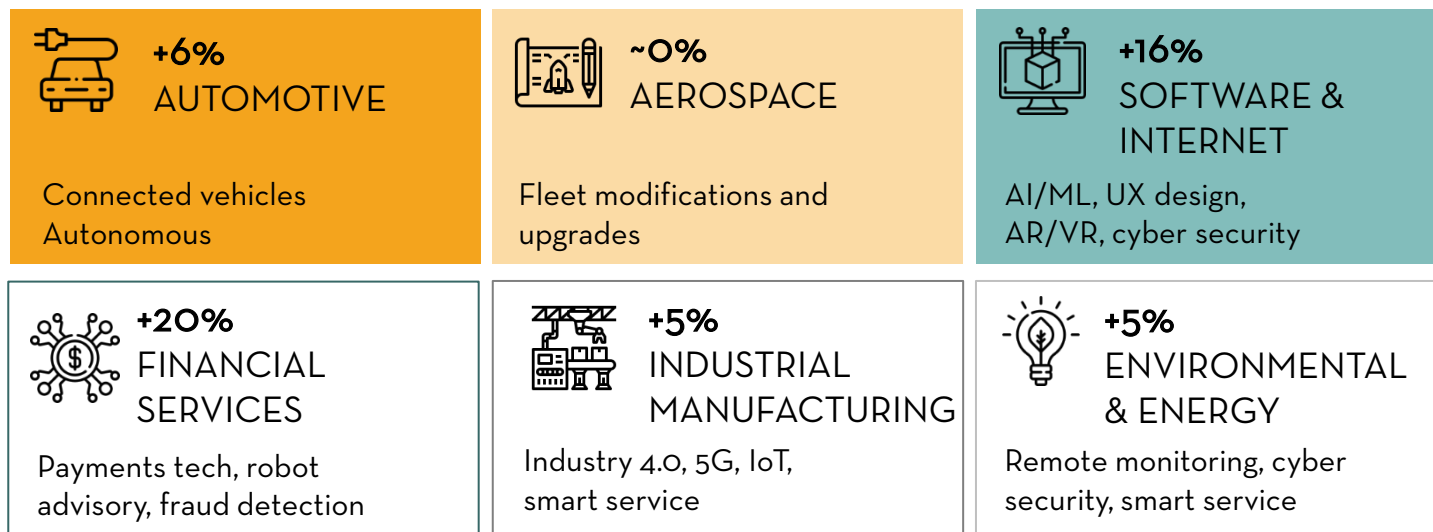 +6%
AUTOMOTIVE
Connected vehicles
Autonomous
~0%
AEROSPACE
Fleet modifications and
upgrades
+16%
SOFTWARE &
INTERNET
AI/ML, UX design,
AR/VR, cyber security
+20%
FINANCIAL
SERVICES
Payments tech, robot
advisory, fraud detection
+5%
INDUSTRIAL
MANUFACTURING
Industry 4.0, 5G, IoT,
smart service
+5%
ENVIRONMENTAL
& ENERGY
Remote monitoring, cyber
security, smart service